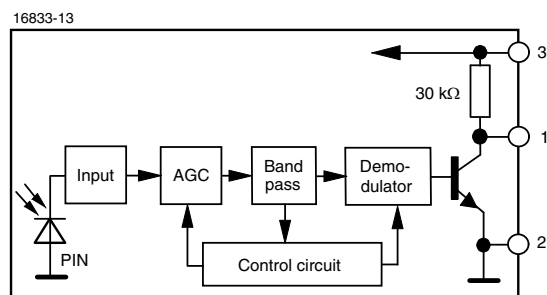 16833-13
3
30 kΩ
1
Input
AGC
Band
pass
Demo-
dulator
2
PIN
Control circuit